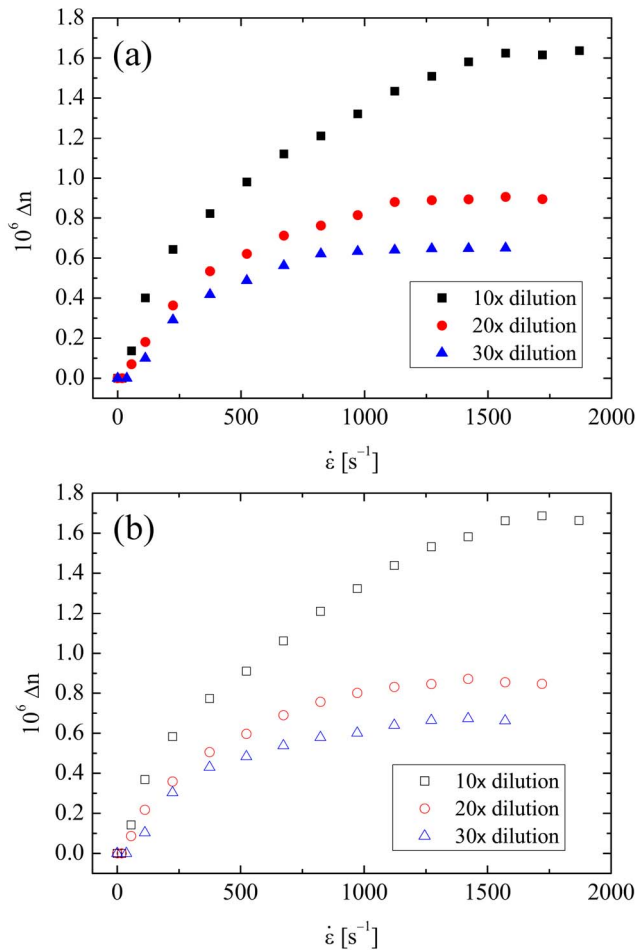 (a)
1.8
1.6
1.4
1.2
1.0
0.8
0.6
0.4
0.2
0.0
10⁶ Δn
10x dilution
20x dilution
30x dilution
0 500 1000 1500 2000
ε̇ [s⁻¹]
(b)
1.8
1.6
1.4
1.2
1.0
0.8
0.6
0.4
0.2
0.0
10⁶ Δn
10x dilution
20x dilution
30x dilution
0 500 1000 1500 2000
ε̇ [s⁻¹]